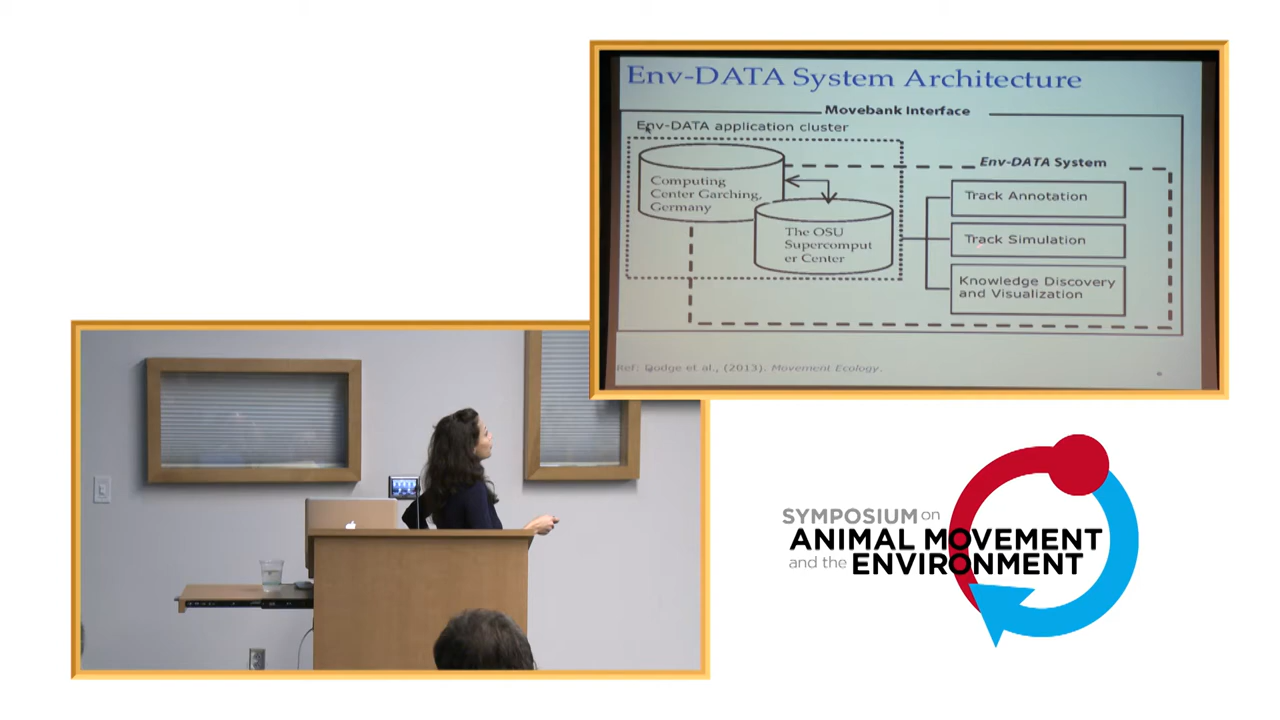 Env-DATA System Architecture
Movebank Interface
Env-DATA application cluster
Env-DATA System
Computing
Center Garching,
Germany
The OSU
Supercomput
er Center
Track Annotation
Track Simulation
Knowledge Discovery
and Visualization
Ref: Dodge et al., (2013). Movement Ecology.
SYMPOSIUM on
ANIMAL MOVEMENT
and the ENVIRONMENT